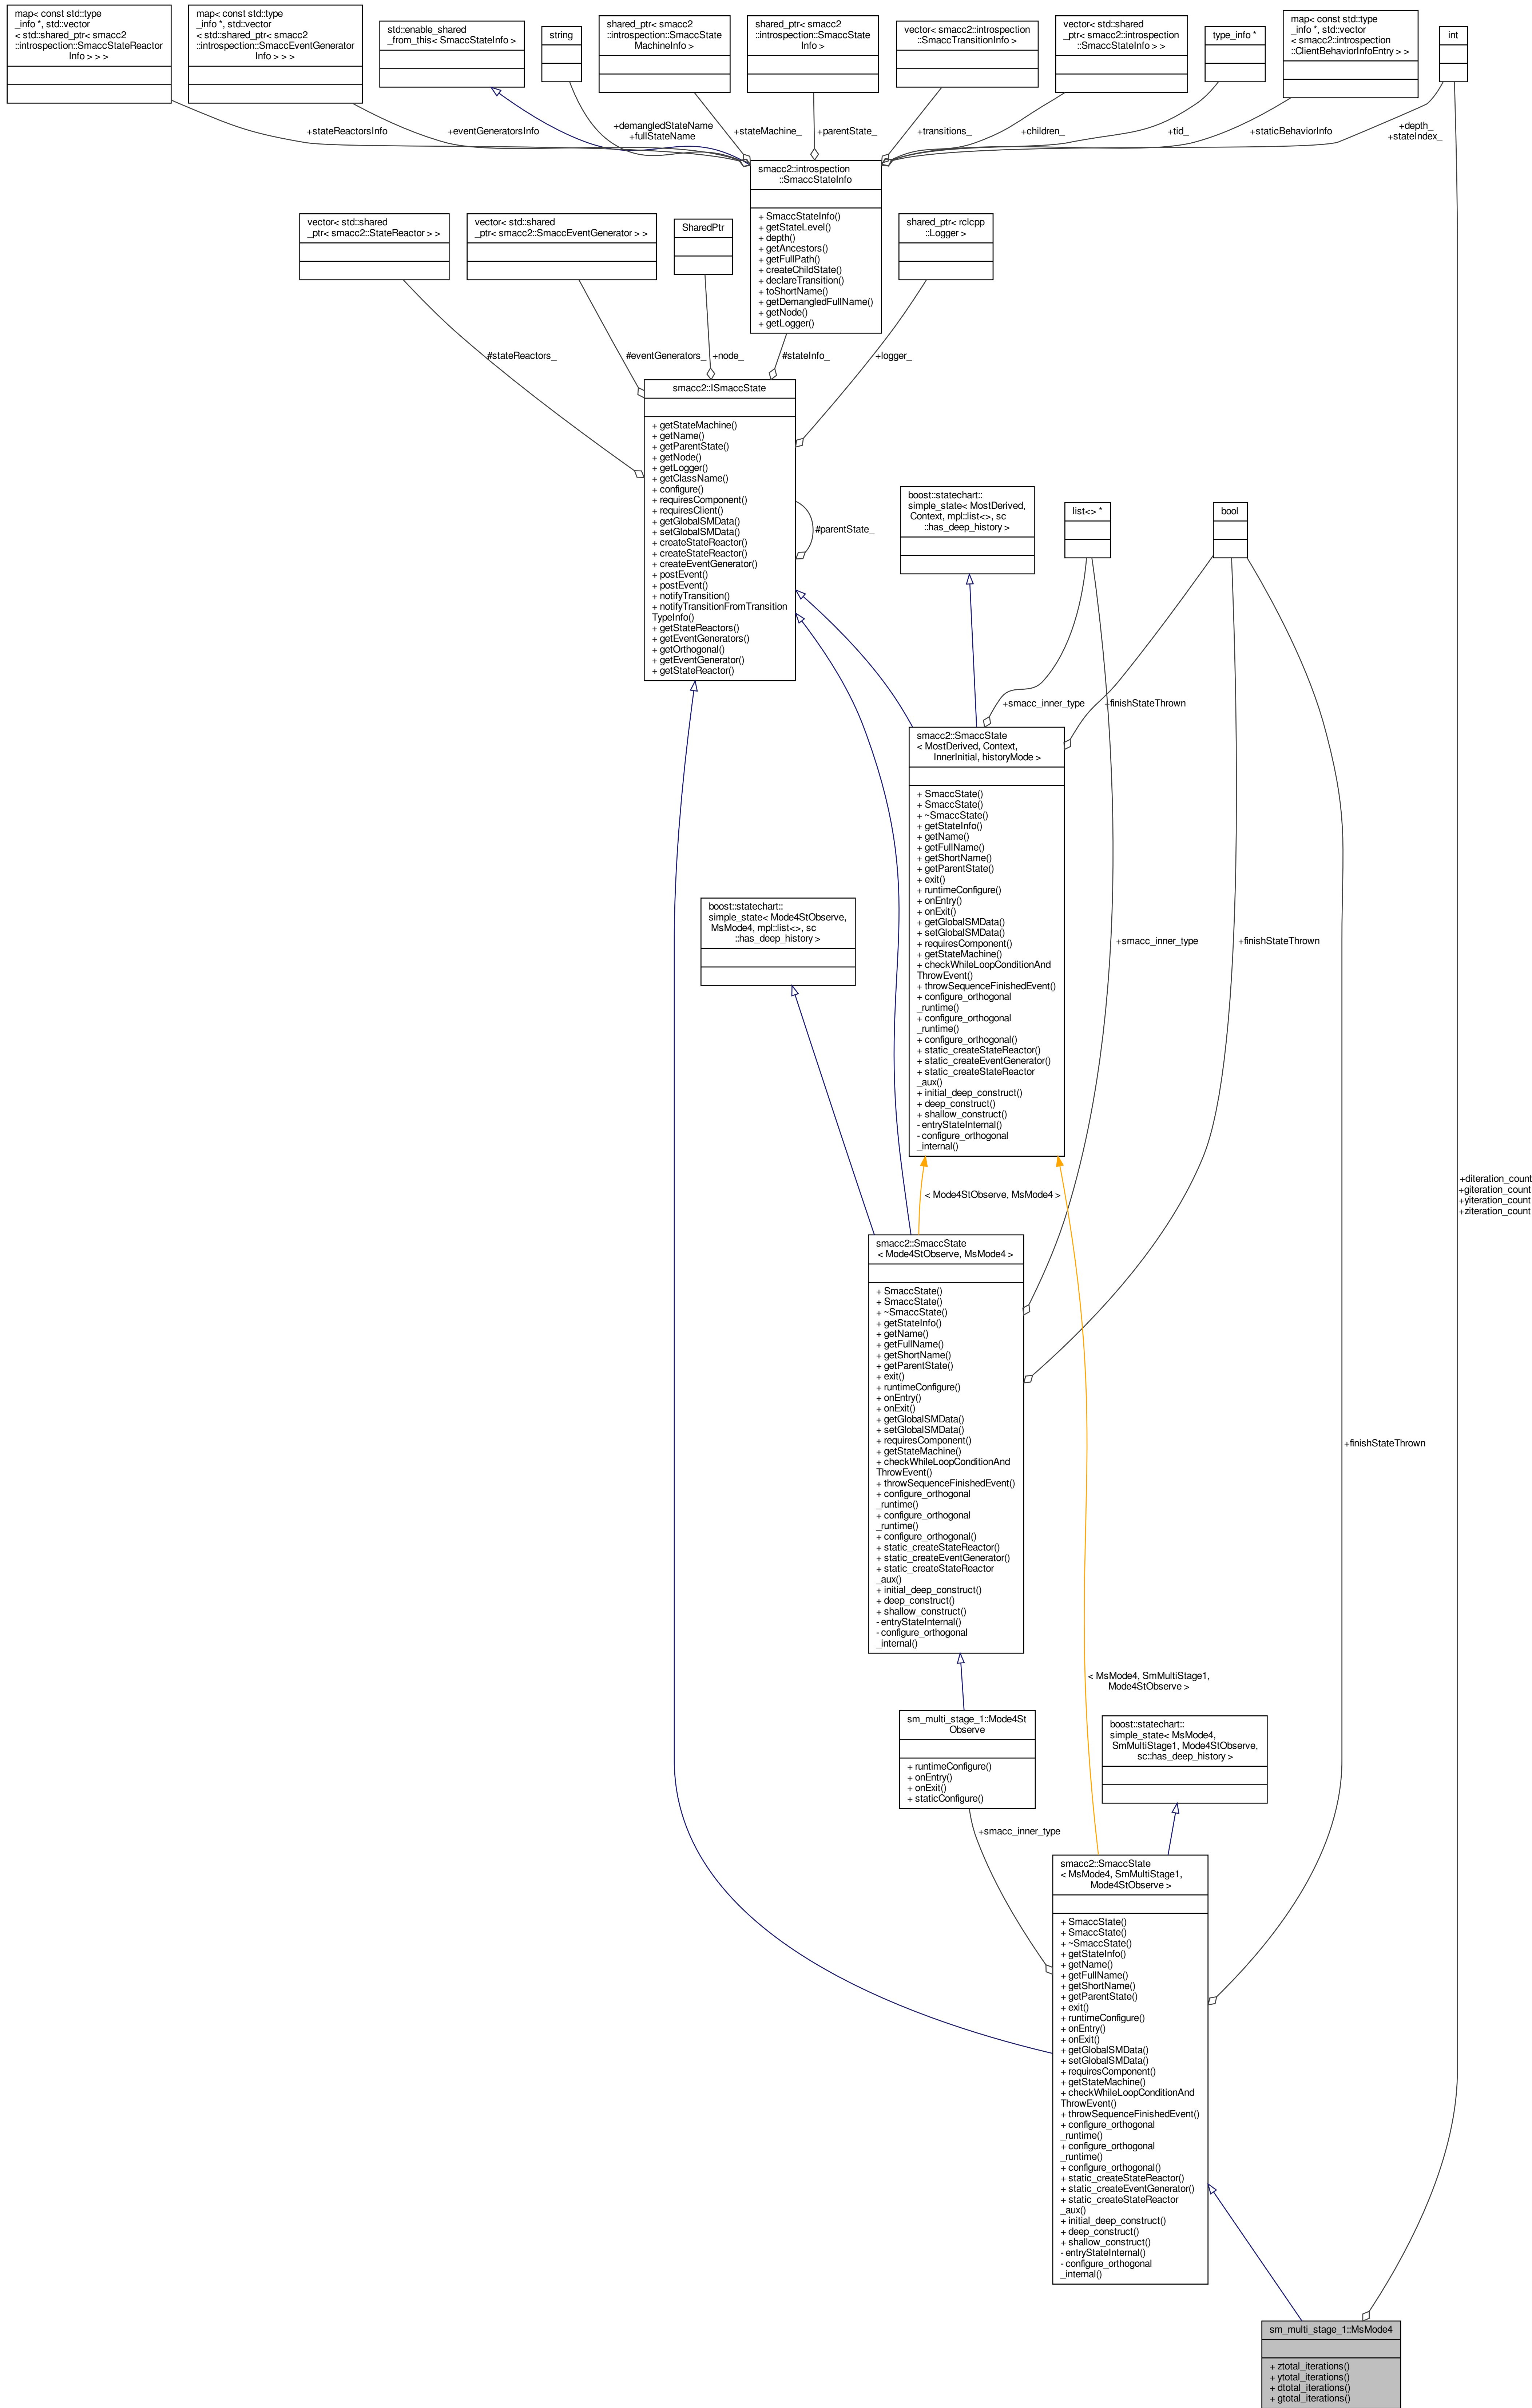 map< const std::type
_info *, std::vector
< std::shared_ptr< smacc2
::introspection::SmaccStateReactor
Info > > >
map< const std::type
_info *, std::vector
< std::shared_ptr< smacc2
::introspection::SmaccEventGenerator
Info > > >
std::enable_shared
_from_this< SmaccStateInfo >
string
shared_ptr< smacc2
::introspection::SmaccState
MachineInfo >
shared_ptr< smacc2
::introspection::SmaccState
Info >
vector< smacc2::introspection
::SmaccTransitionInfo >
vector< std::shared
_ptr< smacc2::introspection
::SmaccStateInfo > >
type_info *
map< const std::type
_info *, std::vector
< smacc2::introspection
::ClientBehaviorInfoEntry > >
int
+stateReactorsInfo
+eventGeneratorsInfo
+demangledStateName
+fullStateName
+stateMachine_
+parentState_
+transitions_
+children_
+tid_
+staticBehaviorInfo
+depth_
+stateIndex_
smacc2::introspection
::SmaccStateInfo
+ SmaccStateInfo()
+ getStateLevel()
+ depth()
+ getAncestors()
+ getFullPath()
+ createChildState()
+ declareTransition()
+ toShortName()
+ getDemangledFullName()
+ getNode()
+ getLogger()
vector< std::shared
_ptr< smacc2::StateReactor > >
vector< std::shared
_ptr< smacc2::SmaccEventGenerator > >
SharedPtr
shared_ptr< rclcpp
::Logger >
#stateReactors_
#eventGenerators_
+node_
#stateInfo_
+logger_
smacc2::ISmaccState
+ getStateMachine()
+ getName()
+ getParentState()
+ getNode()
+ getLogger()
+ getClassName()
+ configure()
+ requiresComponent()
+ requiresClient()
+ getGlobalSMData()
+ setGlobalSMData()
+ createStateReactor()
+ createStateReactor()
+ createEventGenerator()
+ postEvent()
+ postEvent()
+ notifyTransition()
+ notifyTransitionFromTransition
TypeInfo()
+ getStateReactors()
+ getEventGenerators()
+ getOrthogonal()
+ getEventGenerator()
+ getStateReactor()
#parentState_
boost::statechart::
simple_state< MostDerived,
Context, mpl::list<>, sc
::has_deep_history >
list<> *
bool
+smacc_inner_type
+finishStateThrown
smacc2::SmaccState
< MostDerived, Context,
InnerInitial, historyMode >
+ SmaccState()
+ SmaccState()
+ ~SmaccState()
+ getStateInfo()
+ getName()
+ getFullName()
+ getShortName()
+ getParentState()
+ exit()
+ runtimeConfigure()
+ onEntry()
+ onExit()
+ getGlobalSMData()
+ setGlobalSMData()
+ requiresComponent()
+ getStateMachine()
+ checkWhileLoopConditionAnd
ThrowEvent()
+ throwSequenceFinishedEvent()
+ configure_orthogonal
_runtime()
+ configure_orthogonal
_runtime()
+ configure_orthogonal()
+ static_createStateReactor()
+ static_createEventGenerator()
+ static_createStateReactor
_aux()
+ initial_deep_construct()
+ deep_construct()
+ shallow_construct()
- entryStateInternal()
- configure_orthogonal
_internal()
boost::statechart::
simple_state< Mode4StObserve,
MsMode4, mpl::list<>, sc
::has_deep_history >
+smacc_inner_type
+finishStateThrown
< Mode4StObserve, MsMode4 >
+diteration_count
+giteration_count
+yiteration_count
+ziteration_count
smacc2::SmaccState
< Mode4StObserve, MsMode4 >
+ SmaccState()
+ SmaccState()
+ ~SmaccState()
+ getStateInfo()
+ getName()
+ getFullName()
+ getShortName()
+ getParentState()
+ exit()
+ runtimeConfigure()
+ onEntry()
+ onExit()
+ getGlobalSMData()
+ setGlobalSMData()
+ requiresComponent()
+ getStateMachine()
+ checkWhileLoopConditionAnd
ThrowEvent()
+ throwSequenceFinishedEvent()
+ configure_orthogonal
_runtime()
+ configure_orthogonal
_runtime()
+ configure_orthogonal()
+ static_createStateReactor()
+ static_createEventGenerator()
+ static_createStateReactor
_aux()
+ initial_deep_construct()
+ deep_construct()
+ shallow_construct()
- entryStateInternal()
- configure_orthogonal
_internal()
+finishStateThrown
< MsMode4, SmMultiStage1,
Mode4StObserve >
sm_multi_stage_1::Mode4St
Observe
+ runtimeConfigure()
+ onEntry()
+ onExit()
+ staticConfigure()
boost::statechart::
simple_state< MsMode4,
SmMultiStage1, Mode4StObserve,
sc::has_deep_history >
+smacc_inner_type
smacc2::SmaccState
< MsMode4, SmMultiStage1,
Mode4StObserve >
+ SmaccState()
+ SmaccState()
+ ~SmaccState()
+ getStateInfo()
+ getName()
+ getFullName()
+ getShortName()
+ getParentState()
+ exit()
+ runtimeConfigure()
+ onEntry()
+ onExit()
+ getGlobalSMData()
+ setGlobalSMData()
+ requiresComponent()
+ getStateMachine()
+ checkWhileLoopConditionAnd
ThrowEvent()
+ throwSequenceFinishedEvent()
+ configure_orthogonal
_runtime()
+ configure_orthogonal
_runtime()
+ configure_orthogonal()
+ static_createStateReactor()
+ static_createEventGenerator()
+ static_createStateReactor
_aux()
+ initial_deep_construct()
+ deep_construct()
+ shallow_construct()
- entryStateInternal()
- configure_orthogonal
_internal()
sm_multi_stage_1::MsMode4
+ ztotal_iterations()
+ ytotal_iterations()
+ dtotal_iterations()
+ gtotal_iterations()